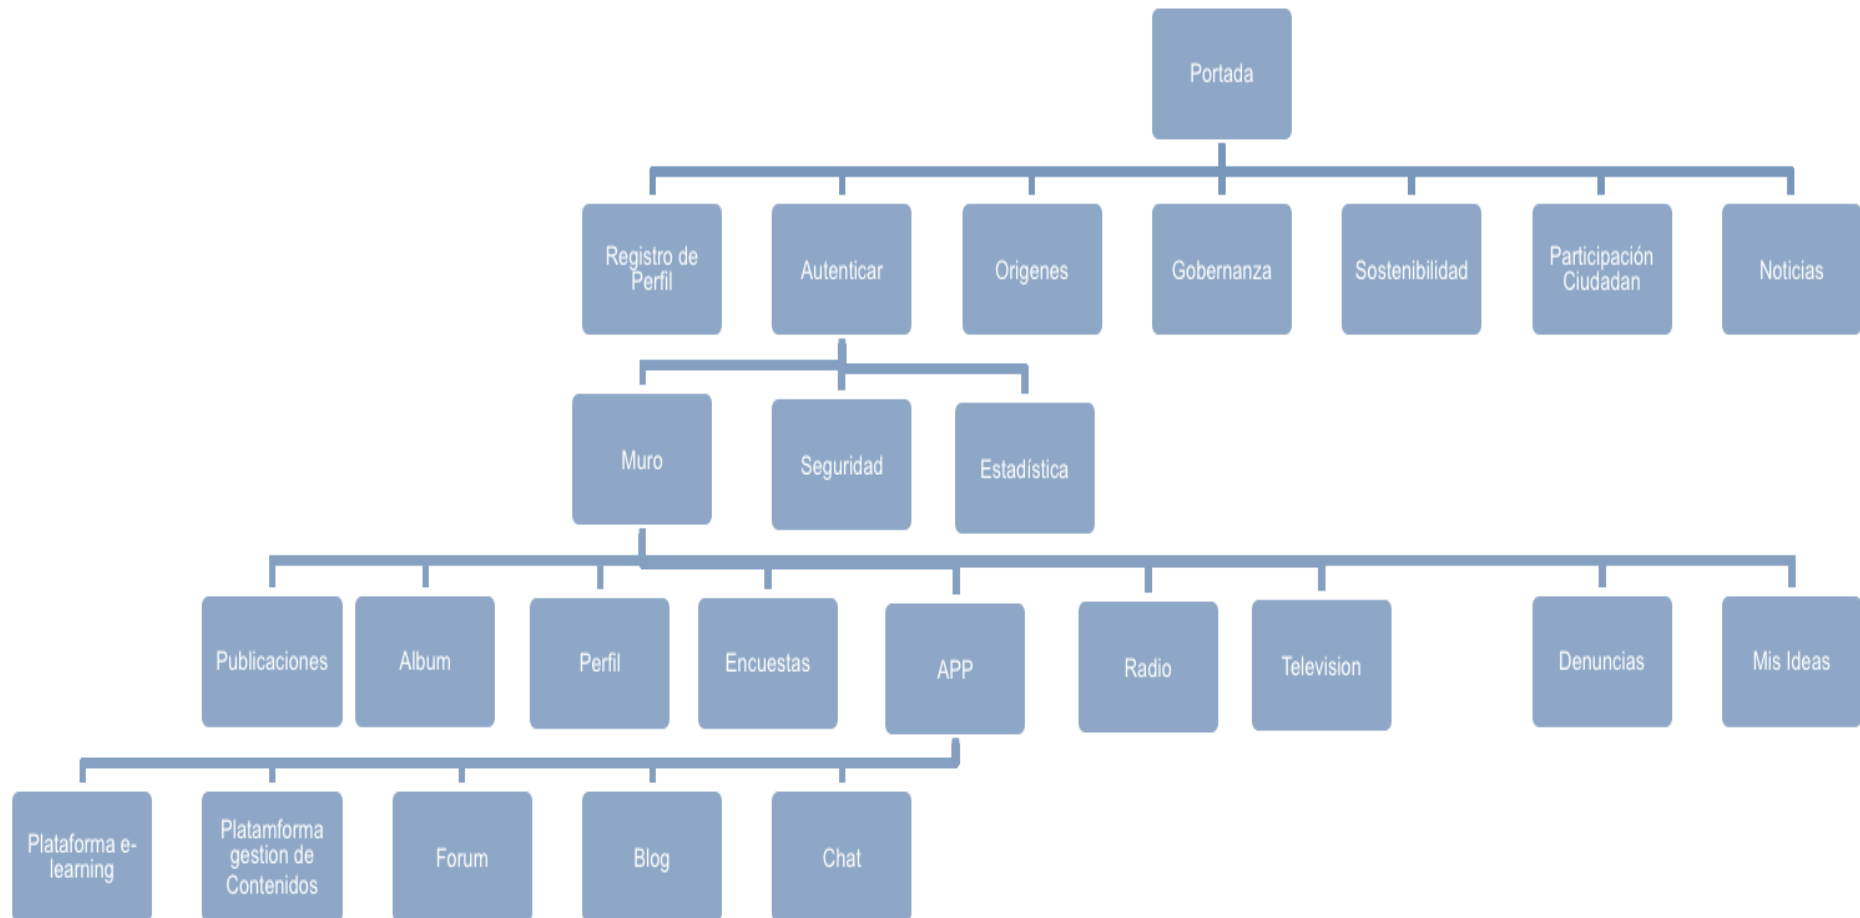 Portada
Registro de
Perfil
Autenticar
Origenes
Gobernanza
Sostenibilidad
Participación
Ciudadan
Noticias
Muro
Seguridad
Estadística
Publicaciones
Album
Perfil
Encuestas
APP
Radio
Television
Denuncias
Mis Ideas
Plataforma e-
learning
Platamforma
gestion de
Contenidos
Forum
Blog
Chat